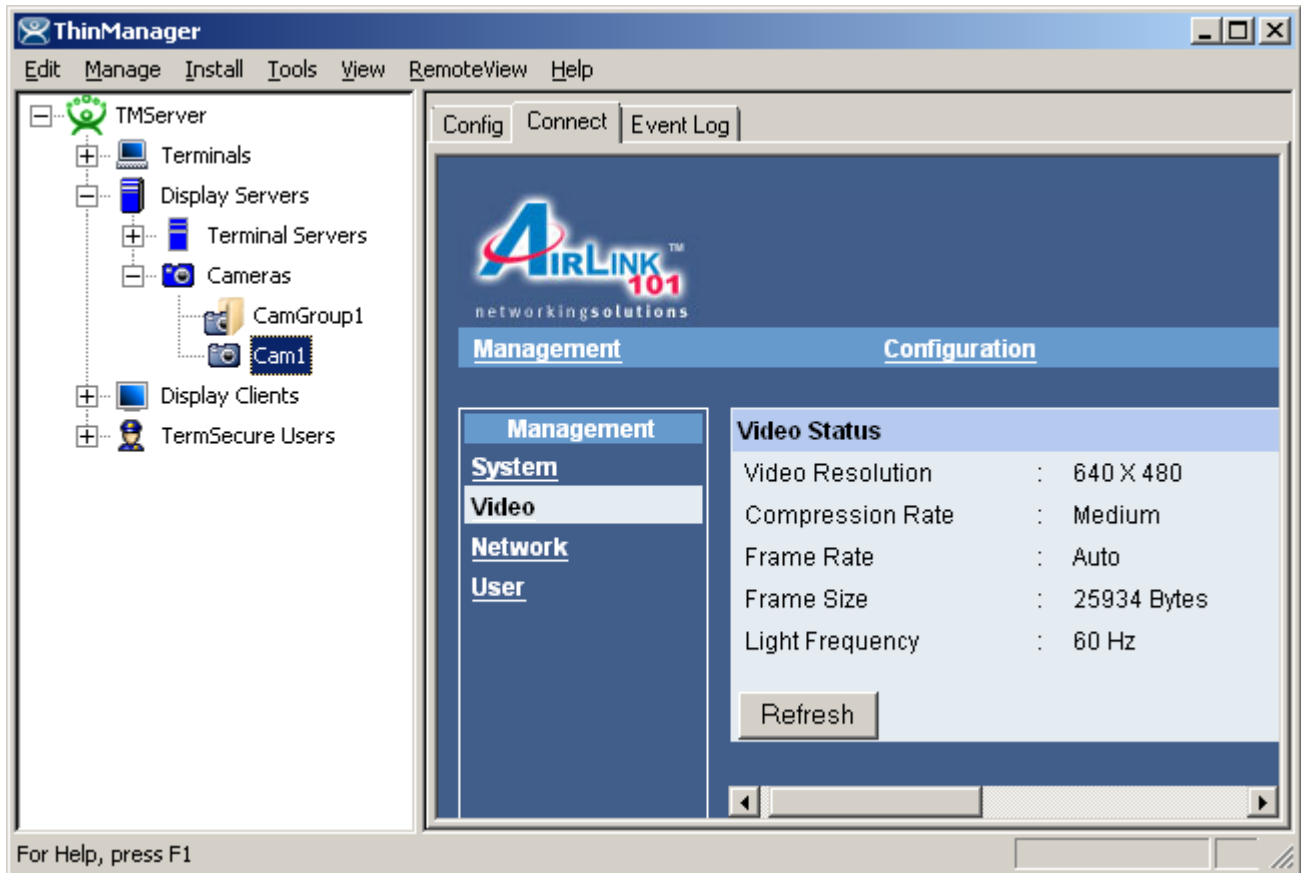 ThinManager
Edit Manage Install Tools View RemoteView Help
TMServer
Terminals
Display Servers
Terminal Servers
Cameras
CamGroup1
Cam1
Display Clients
TermSecure Users
Config Connect Event Log
AIRLINK™
101
networkingsolutions
Management Configuration
Management
System
Video
Network
User
Video Status
Video Resolution : 640 X 480
Compression Rate : Medium
Frame Rate : Auto
Frame Size : 25934 Bytes
Light Frequency : 60 Hz
Refresh
For Help, press F1